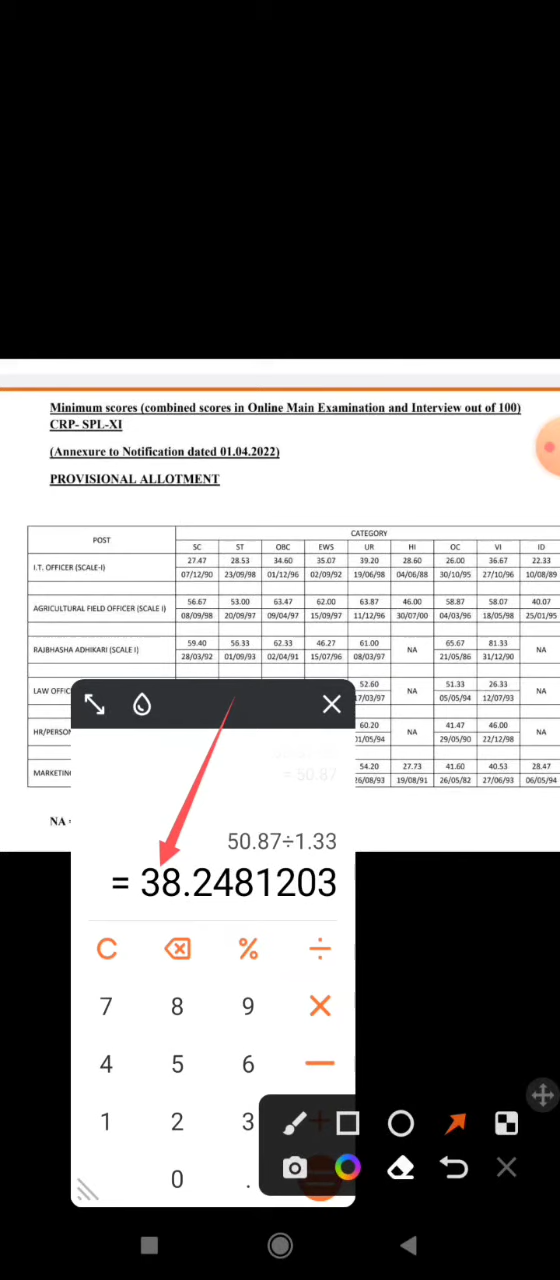 Minimum scores (combined scores in Online Main Examination and Interview out of 100)
CRP- SPL-XI
(Annexure to Notification dated 01.04.2022)
PROVISIONAL ALLOTMENT
POST CATEGORY
SC ST OBC EWS UR HI OC VI ID
I.T. OFFICER (SCALE-I) 27.47 28.53 34.60 35.07 39.20 28.60 26.00 36.67 22.33
07/12/90 23/09/98 01/12/96 02/09/92 19/06/98 04/06/88 30/10/95 27/10/96 10/08/89
AGRICULTURAL FIELD OFFICER (SCALE I) 56.67 53.00 63.47 62.00 63.87 46.00 58.87 58.07 40.07
08/09/98 20/09/97 09/04/97 15/09/97 11/12/96 30/07/00 04/03/96 18/05/98 25/01/95
RAJBHASHA ADHIKARI (SCALE I) 59.40 56.33 62.33 46.27 61.00 NA 65.67 81.33 NA
28/03/92 01/09/93 02/04/91 15/07/96 08/03/97 21/05/86 31/12/90
LAW OFFIC 52.60 NA 51.33 26.33 NA
17/03/97 05/05/94 12/07/93
HR/PERSON 60.20 NA 41.47 46.00 NA
01/05/94 29/05/90 22/12/98
MARKETING 54.20 27.73 41.60 40.53 28.47
26/08/93 19/08/91 26/05/82 27/06/93 06/05/94
NA =
= 50.87
50.87÷1.33
= 38.2481203
C % ÷
7 8 9 ×
4 5 6 −
1 2 3 +
0 . =